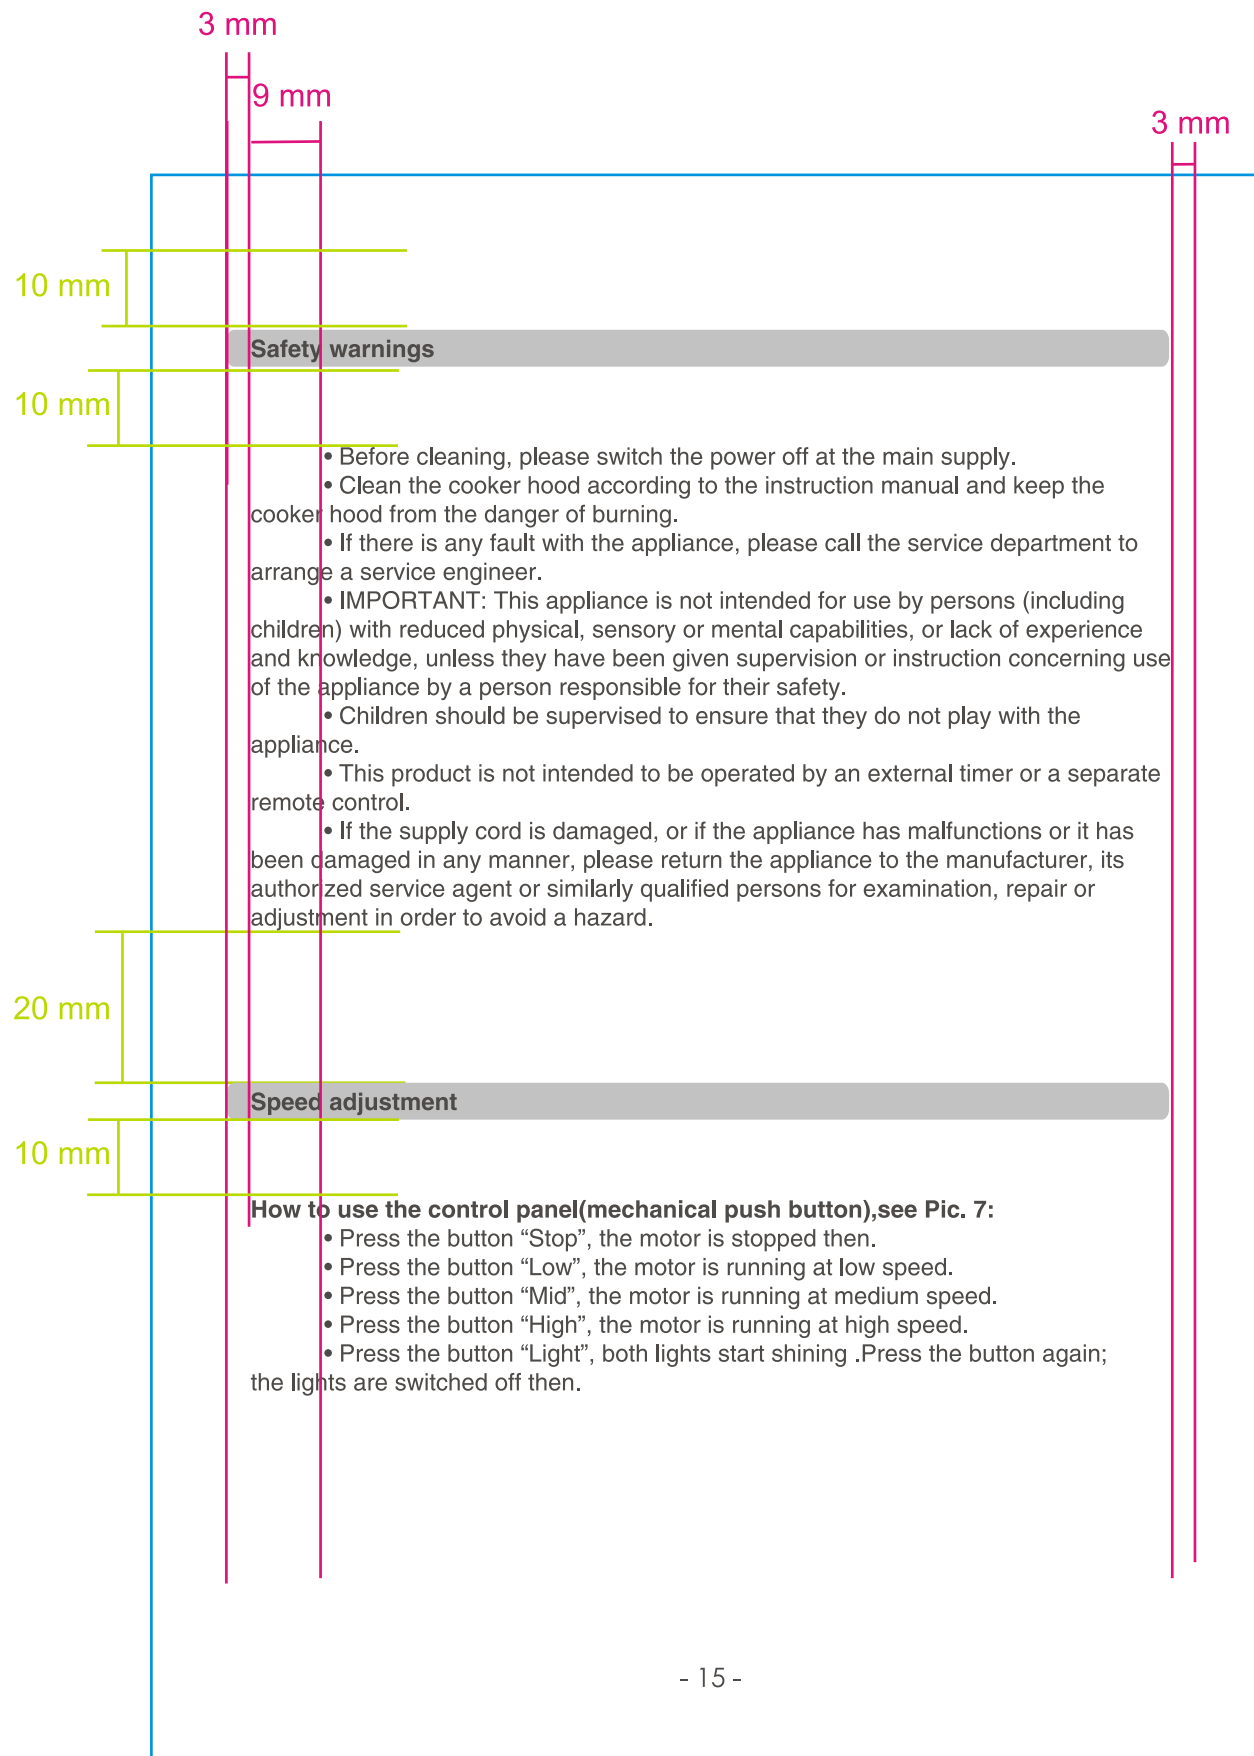 3 mm
9 mm
3 mm
10 mm
Safety warnings
10 mm
• Before cleaning, please switch the power off at the main supply.
• Clean the cooker hood according to the instruction manual and keep the
cooker hood from the danger of burning.
• If there is any fault with the appliance, please call the service department to
arrange a service engineer.
• IMPORTANT: This appliance is not intended for use by persons (including
children) with reduced physical, sensory or mental capabilities, or lack of experience
and knowledge, unless they have been given supervision or instruction concerning use
of the appliance by a person responsible for their safety.
• Children should be supervised to ensure that they do not play with the
appliance.
• This product is not intended to be operated by an external timer or a separate
remote control.
• If the supply cord is damaged, or if the appliance has malfunctions or it has
been damaged in any manner, please return the appliance to the manufacturer, its
authorized service agent or similarly qualified persons for examination, repair or
adjustment in order to avoid a hazard.
20 mm
Speed adjustment
10 mm
How to use the control panel(mechanical push button),see Pic. 7:
• Press the button “Stop”, the motor is stopped then.
• Press the button “Low”, the motor is running at low speed.
• Press the button “Mid”, the motor is running at medium speed.
• Press the button “High”, the motor is running at high speed.
• Press the button “Light”, both lights start shining .Press the button again;
the lights are switched off then.
- 15 -